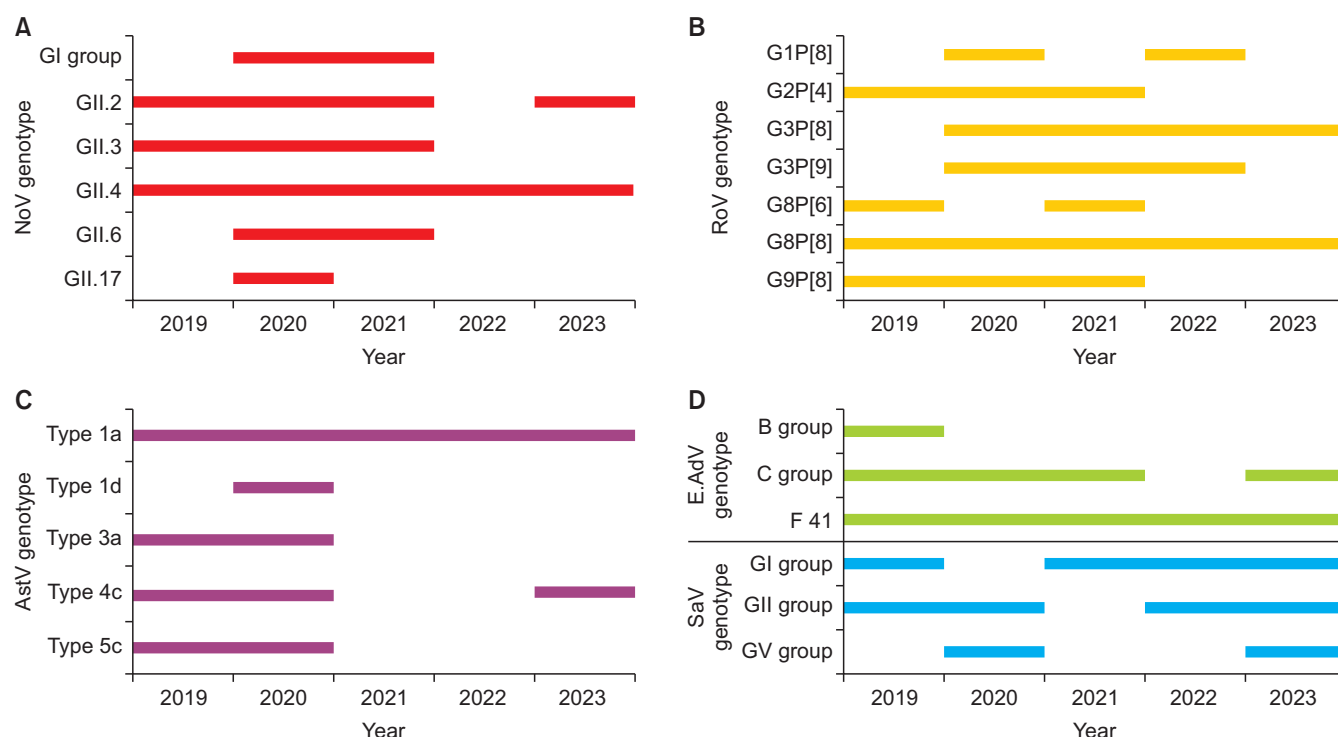 A
NoV genotype
GI group
GII.2
GII.3
GII.4
GII.6
GII.17
2019 2020 2021 2022 2023
Year
B
RoV genotype
G1P[8]
G2P[4]
G3P[8]
G3P[9]
G8P[6]
G8P[8]
G9P[8]
2019 2020 2021 2022 2023
Year
C
AstV genotype
Type 1a
Type 1d
Type 3a
Type 4c
Type 5c
2019 2020 2021 2022 2023
Year
D
E.AdV
genotype
B group
C group
F 41
SaV
genotype
GI group
GII group
GV group
2019 2020 2021 2022 2023
Year